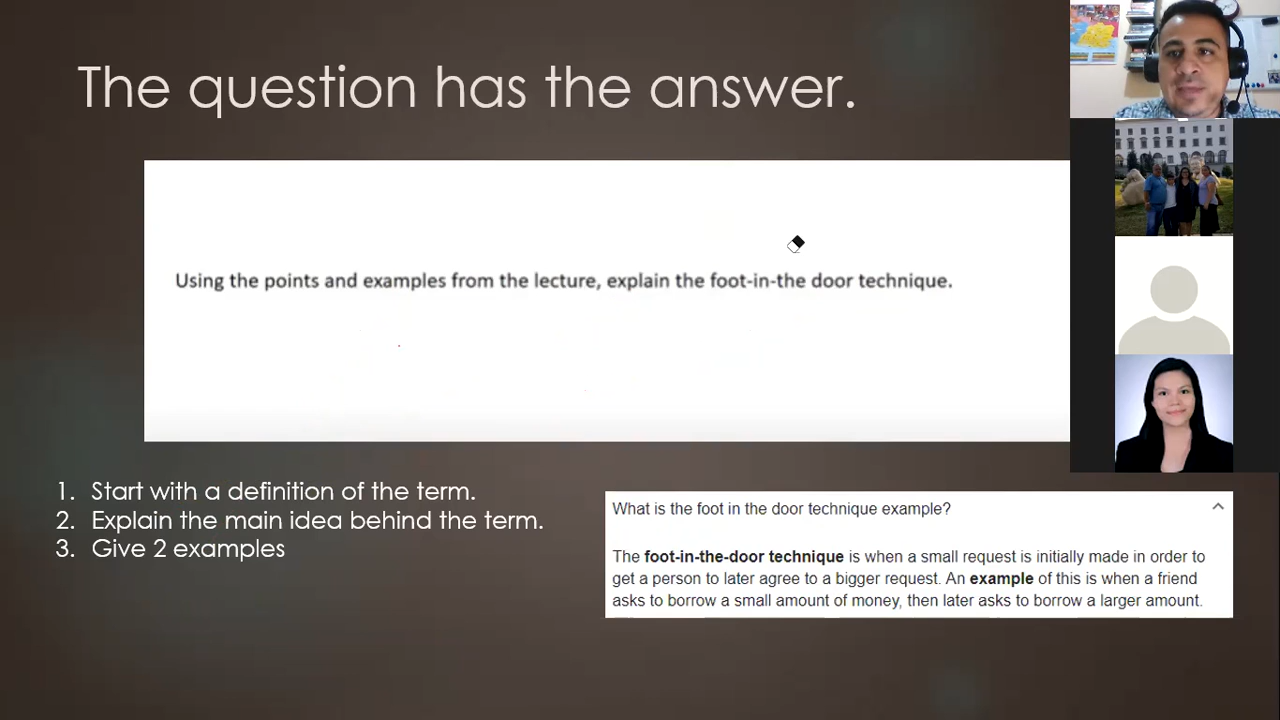 The question has the answer.
Using the points and examples from the lecture, explain the foot-in-the door technique.
1. Start with a definition of the term.
2. Explain the main idea behind the term.
3. Give 2 examples
What is the foot in the door technique example?
The foot-in-the-door technique is when a small request is initially made in order to
get a person to later agree to a bigger request. An example of this is when a friend
asks to borrow a small amount of money, then later asks to borrow a larger amount.